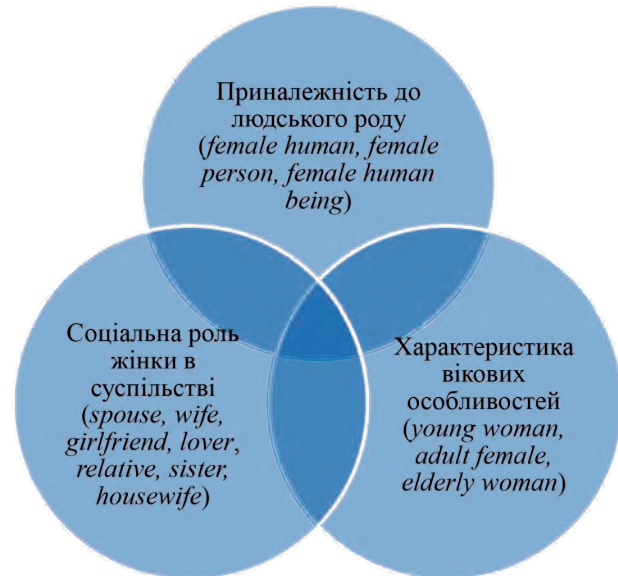 Приналежність до
людського роду
(female human, female
person, female human
being)
Соціальна роль
жінки в
суспільстві
(spouse, wife,
girlfriend, lover,
relative, sister,
housewife)
Характеристика
вікових
особливостей
(young woman,
adult female,
elderly woman)